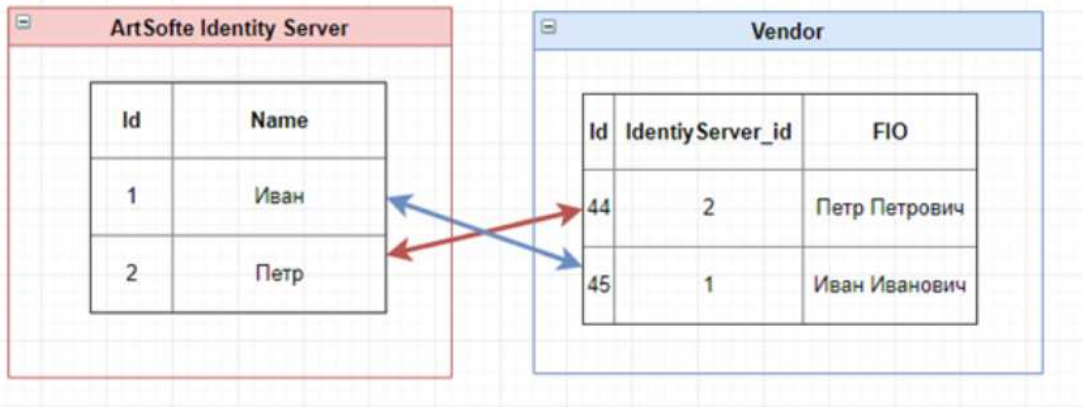 ArtSofte Identity Server
Id Name
1 Иван
2 Петр
Vendor
Id IdentiyServer_id FIO
44 2 Петр Петрович
45 1 Иван Иванович